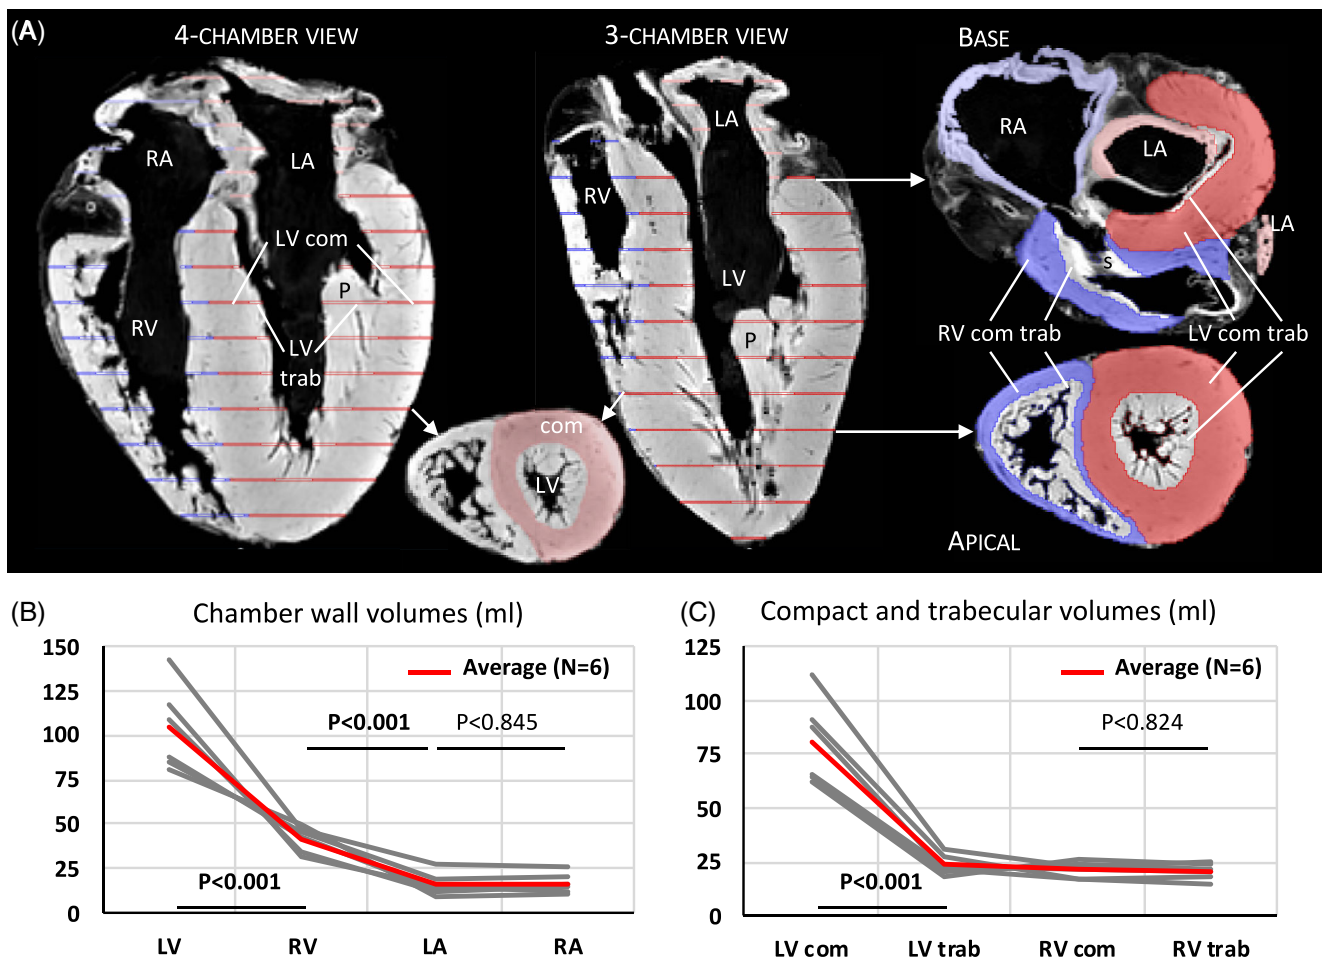 (A)
4-CHAMBER VIEW
3-CHAMBER VIEW
BASE
RA
LA
LA
RA
LA
RV
LV com
P
LV
LA
s
RV
LV
trab
P
RV com trab
LV com trab
com
LV
APICAL
(B)
Chamber wall volumes (ml)
150
125
100
75
50
25
0
Average (N=6)
P<0.001
P<0.845
P<0.001
LV
RV
LA
RA
(C)
Compact and trabecular volumes (ml)
125
100
75
50
25
0
Average (N=6)
P<0.824
P<0.001
LV com
LV trab
RV com
RV trab